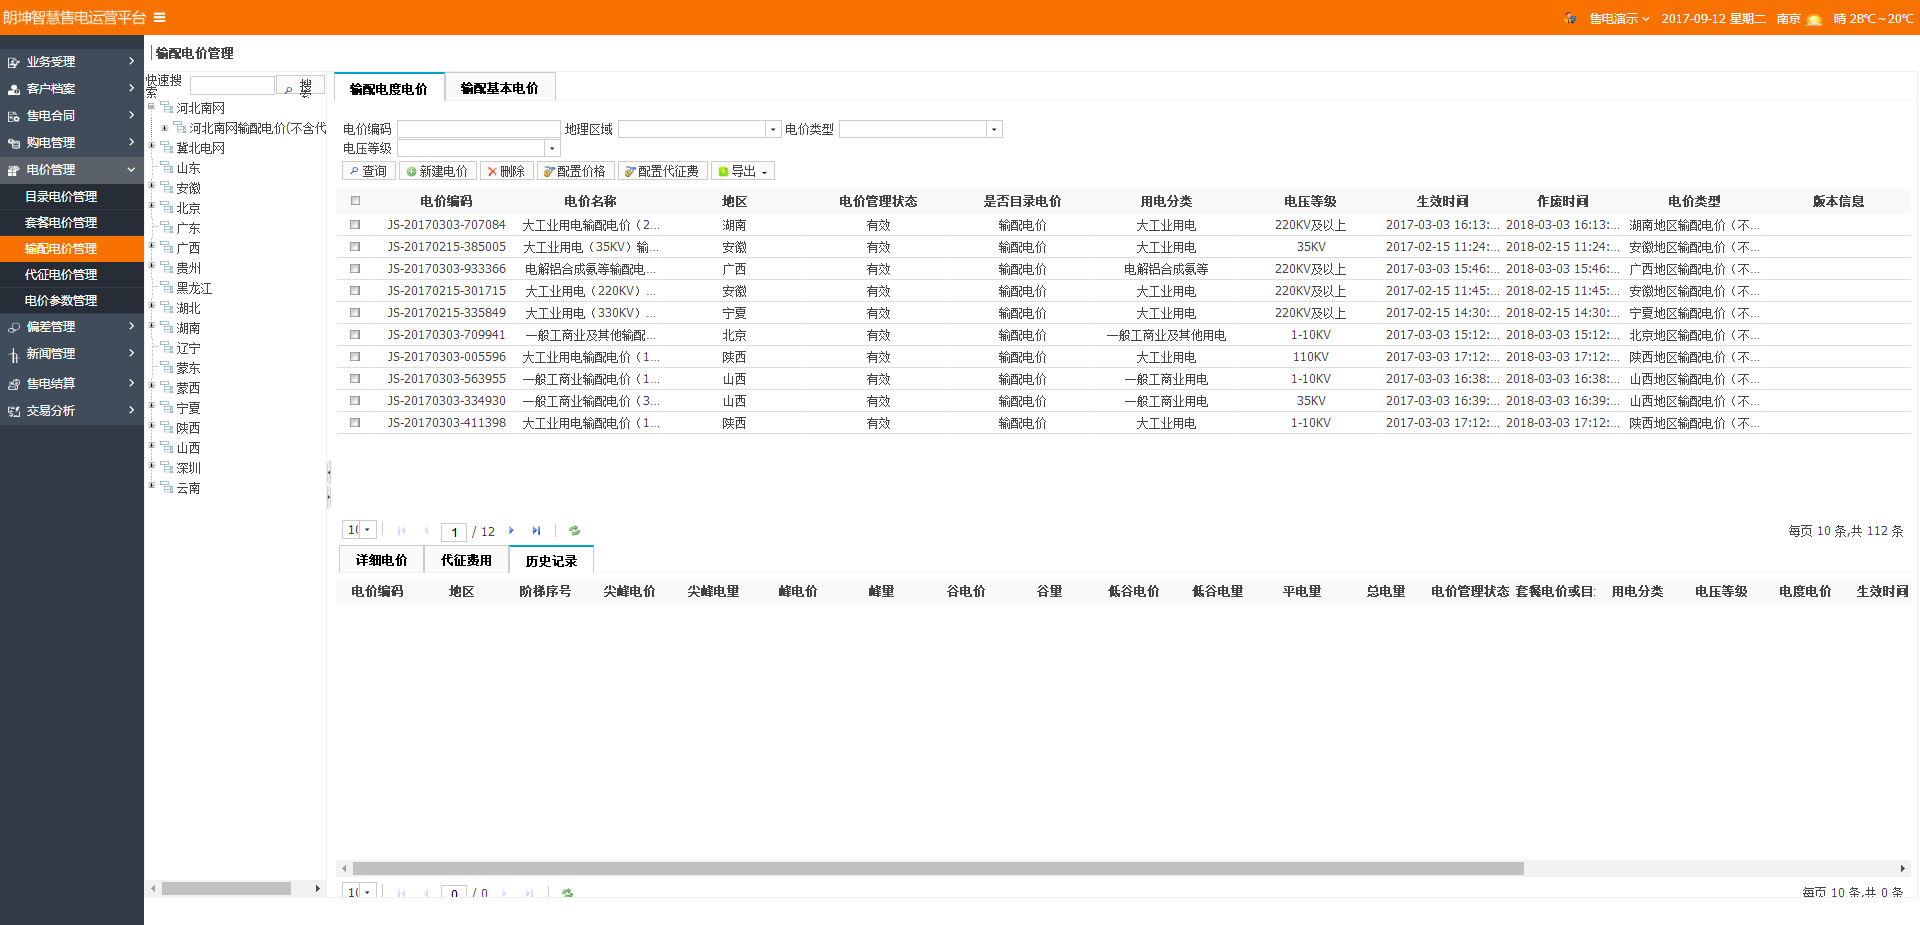 朗坤智慧售电运营平台
售电演示 2017-09-12 星期二 南京 晴 28℃~20℃
业务受理
客户档案
售电合同
购电管理
电价管理
目录电价管理
套餐电价管理
输配电价管理
代征电价管理
电价参数管理
偏差管理
新闻管理
售电结算
交易分析
输配电价管理
快速搜索
搜索
河北南网
河北南网输配电价(不含代
冀北电网
山东
安徽
北京
广东
广西
贵州
黑龙江
湖北
湖南
辽宁
蒙东
蒙西
宁夏
陕西
山西
深圳
云南
输配电度电价 输配基本电价
电价编码 地理区域 电价类型
电压等级
查询 新建电价 删除 配置价格 配置代征费 导出
电价编码 电价名称 地区 电价管理状态 是否目录电价 用电分类 电压等级 生效时间 作废时间 电价类型 版本信息
JS-20170303-707084 大工业用电输配电价（2... 湖南 有效 输配电价 大工业用电 220KV及以上 2017-03-03 16:13:... 2018-03-03 16:13:... 湖南地区输配电价（不...
JS-20170215-385005 大工业用电（35KV）输... 安徽 有效 输配电价 大工业用电 35KV 2017-02-15 11:24:... 2018-02-15 11:24:... 安徽地区输配电价（不...
JS-20170303-933366 电解铝合成氨等输配电... 广西 有效 输配电价 电解铝合成氨等 220KV及以上 2017-03-03 15:46:... 2018-03-03 15:46:... 广西地区输配电价（不...
JS-20170215-301715 大工业用电（220KV）... 安徽 有效 输配电价 大工业用电 220KV及以上 2017-02-15 11:45:... 2018-02-15 11:45:... 安徽地区输配电价（不...
JS-20170215-335849 大工业用电（330KV）... 宁夏 有效 输配电价 大工业用电 220KV及以上 2017-02-15 14:30:... 2018-02-15 14:30:... 宁夏地区输配电价（不...
JS-20170303-709941 一般工商业及其他输配... 北京 有效 输配电价 一般工商业及其他用电 1-10KV 2017-03-03 15:12:... 2018-03-03 15:12:... 北京地区输配电价（不...
JS-20170303-005596 大工业用电输配电价（1... 陕西 有效 输配电价 大工业用电 110KV 2017-03-03 17:12:... 2018-03-03 17:12:... 陕西地区输配电价（不...
JS-20170303-563955 一般工商业输配电价（1... 山西 有效 输配电价 一般工商业用电 1-10KV 2017-03-03 16:38:... 2018-03-03 16:38:... 山西地区输配电价（不...
JS-20170303-334930 一般工商业输配电价（3... 山西 有效 输配电价 一般工商业用电 35KV 2017-03-03 16:39:... 2018-03-03 16:39:... 山西地区输配电价（不...
JS-20170303-411398 大工业用电输配电价（1... 陕西 有效 输配电价 大工业用电 1-10KV 2017-03-03 17:12:... 2018-03-03 17:12:... 陕西地区输配电价（不...
10 1 / 12 每页 10 条,共 112 条
详细电价 代征费用 历史记录
电价编码 地区 阶梯序号 尖峰电价 尖峰电量 峰电价 峰量 谷电价 谷量 低谷电价 低谷电量 平电量 总电量 电价管理状态 套餐电价或目: 用电分类 电压等级 电度电价 生效时间
10 0 / 0 每页 10 条,共 0 条